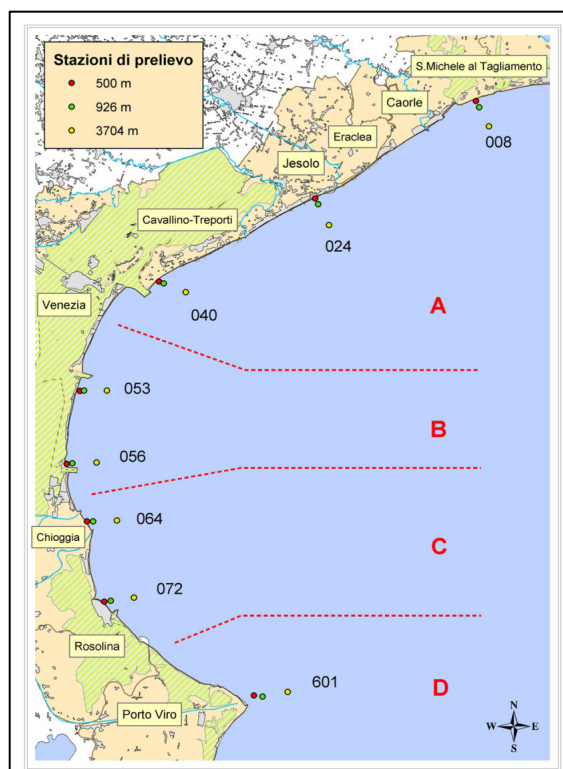 Stazioni di prelievo
500 m
926 m
3704 m
S.Michele al Tagliamento
Caorle
008
Eraclea
Jesolo
Cavallino-Treporti
024
Venezia
040
A
053
B
056
064
Chioggia
C
072
Rosolina
601
D
Porto Viro
N
W E
S